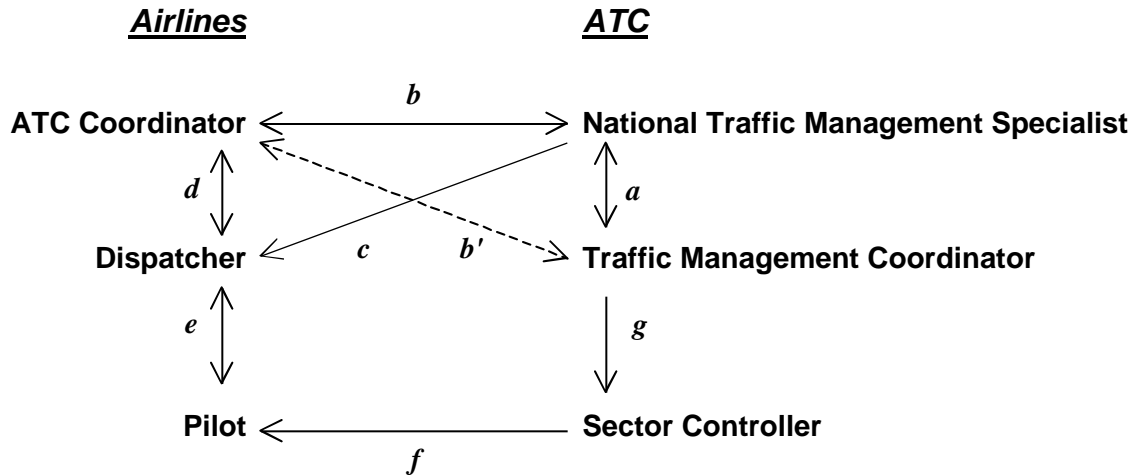 Airlines ATC
b
ATC Coordinator National Traffic Management Specialist
d a
Dispatcher c b' Traffic Management Coordinator
e g
Pilot Sector Controller
f